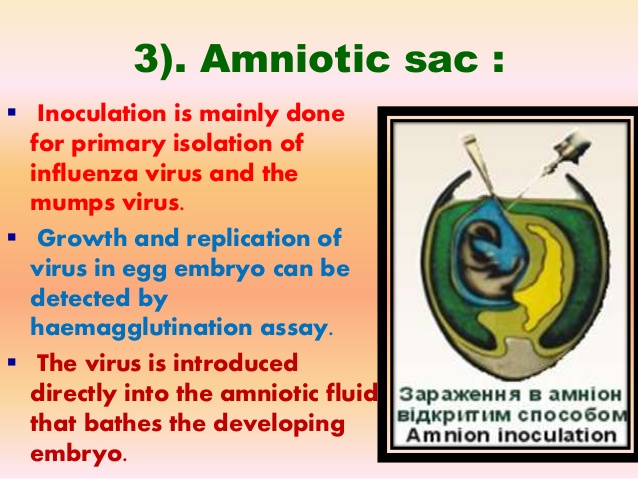 3). Amniotic sac :
▪ Inoculation is mainly done
for primary isolation of
influenza virus and the
mumps virus.
▪ Growth and replication of
virus in egg embryo can be
detected by
haemagglutination assay.
▪ The virus is introduced
directly into the amniotic fluid
that bathes the developing
embryo.
Зараження в амніон
відкритим способом
Amnion inoculation